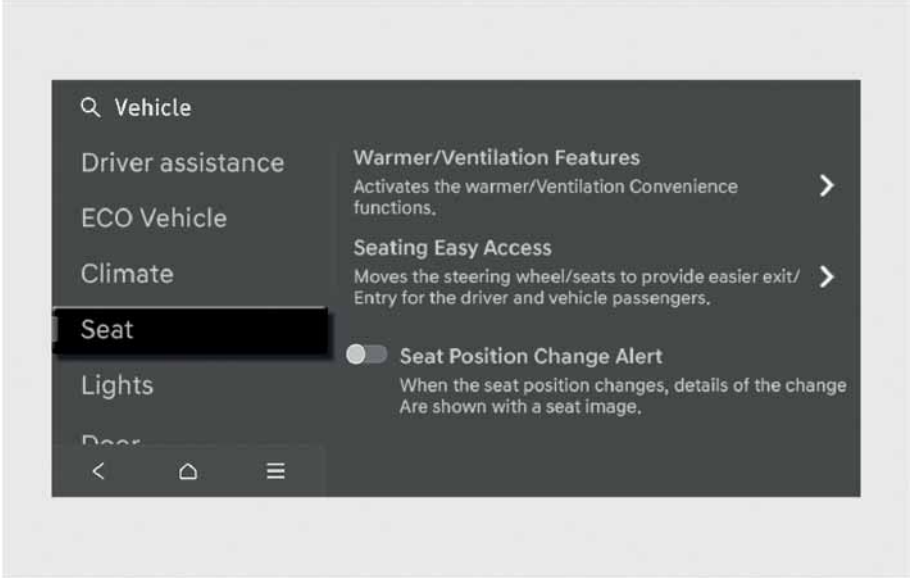 Vehicle
Driver assistance
ECO Vehicle
Climate
Seat
Lights
Door
Warmer/Ventilation Features
Activates the warmer/Ventilation Convenience
functions.
Seating Easy Access
Moves the steering wheel/seats to provide easier exit/
Entry for the driver and vehicle passengers.
Seat Position Change Alert
When the seat position changes, details of the change
Are shown with a seat image.